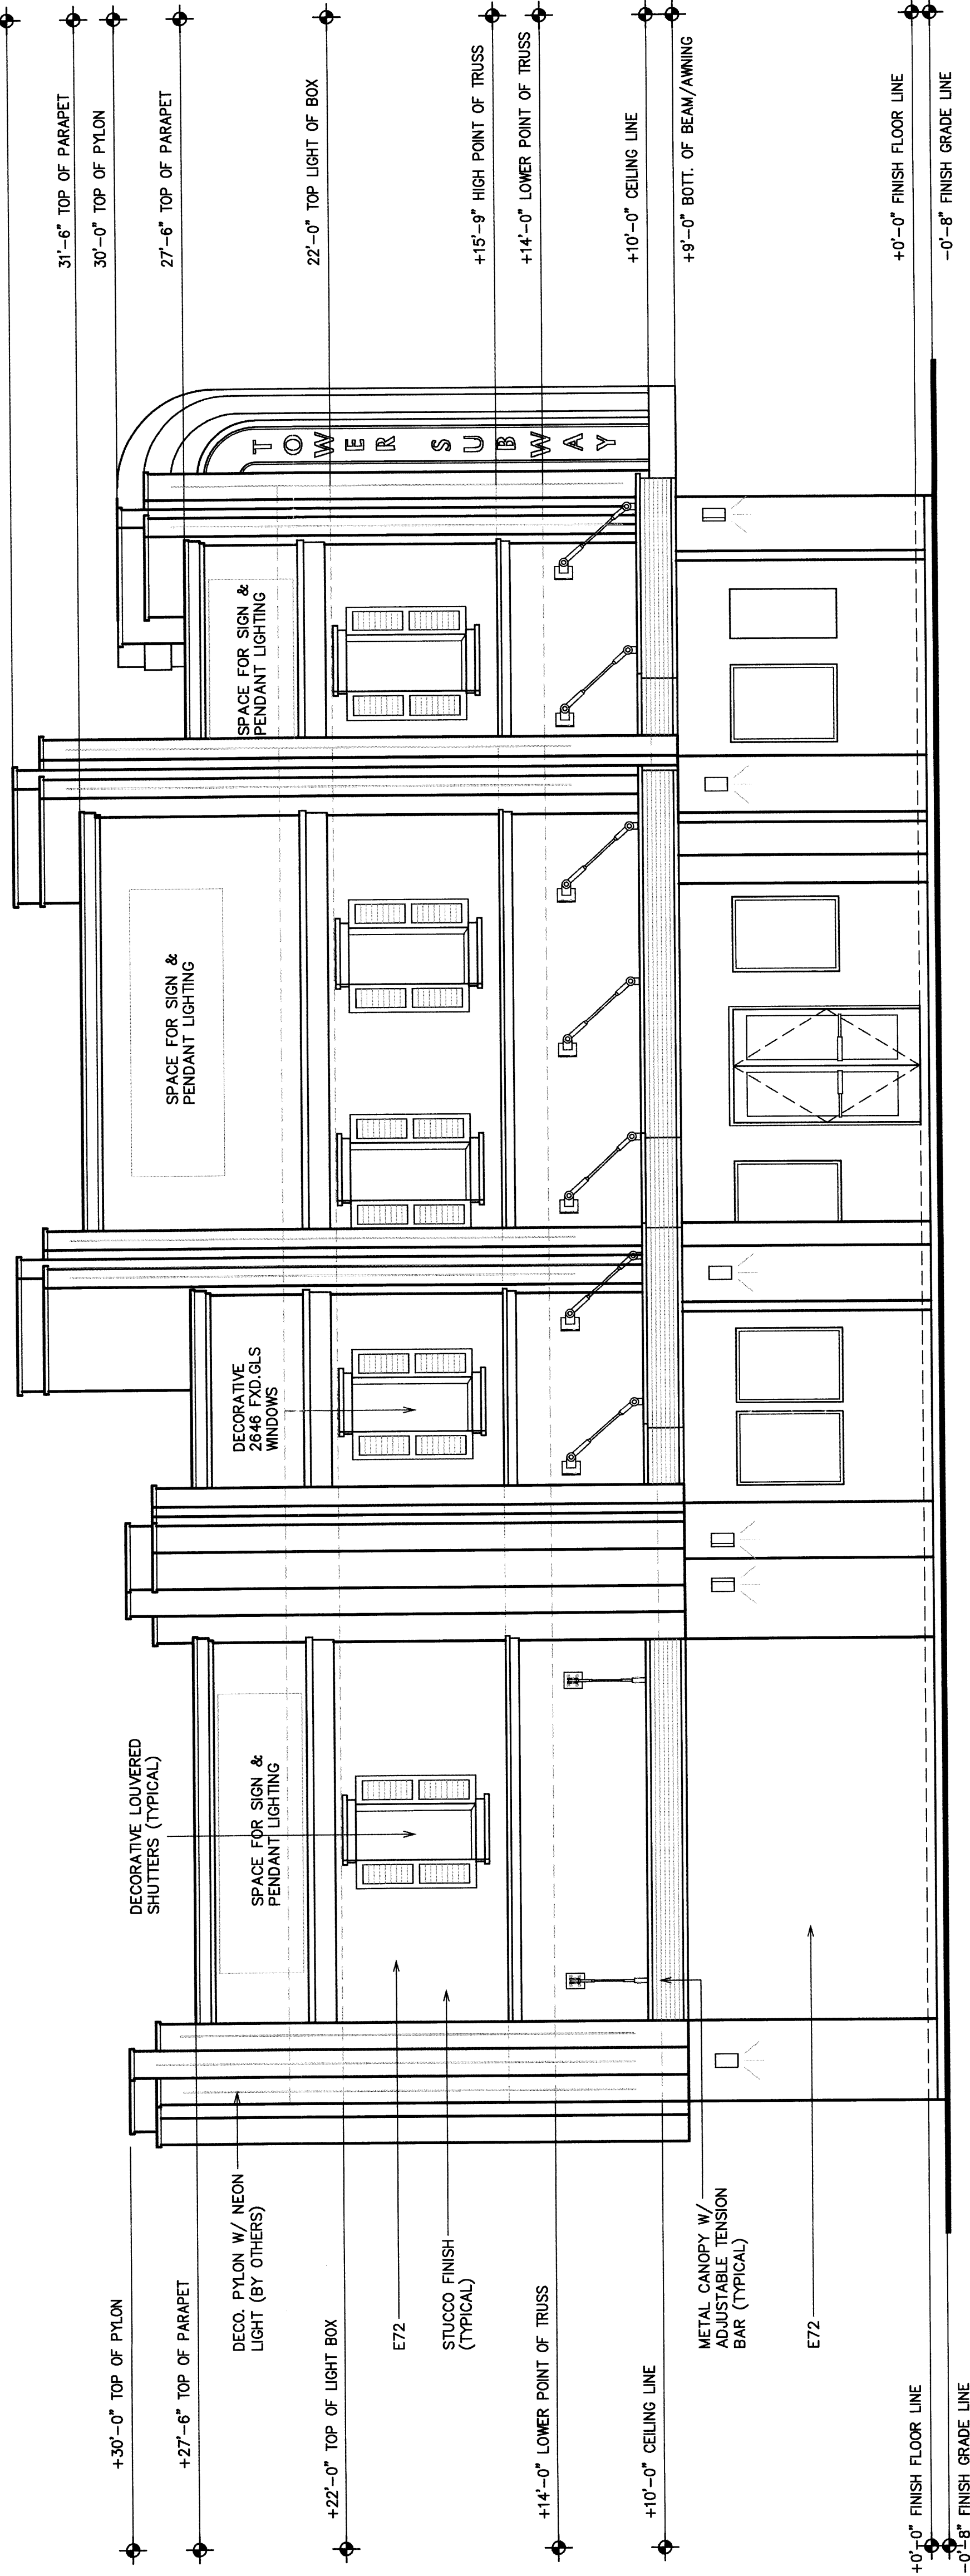 +30'-0" TOP OF PYLON
+27'-6" TOP OF PARAPET
+22'-0" TOP OF LIGHT BOX
+14'-0" LOWER POINT OF TRUSS
+10'-0" CEILING LINE
+0'-0" FINISH FLOOR LINE
-0'-8" FINISH GRADE LINE
DECO. PYLON W/ NEON
LIGHT (BY OTHERS)
E72
STUCCO FINISH
(TYPICAL)
METAL CANOPY W/
ADJUSTABLE TENSION
BAR (TYPICAL)
E72
DECORATIVE LOUVERED
SHUTTERS (TYPICAL)
SPACE FOR SIGN &
PENDANT LIGHTING
DECORATIVE
2646 FXD.GLS
WINDOWS
SPACE FOR SIGN &
PENDANT LIGHTING
SPACE FOR SIGN &
PENDANT LIGHTING
TOWER SUBWAY
31'-6" TOP OF PARAPET
30'-0" TOP OF PYLON
27'-6" TOP OF PARAPET
22'-0" TOP LIGHT OF BOX
+15'-9" HIGH POINT OF TRUSS
+14'-0" LOWER POINT OF TRUSS
+10'-0" CEILING LINE
+9'-0" BOTT. OF BEAM/AWNING
+0'-0" FINISH FLOOR LINE
-0'-8" FINISH GRADE LINE